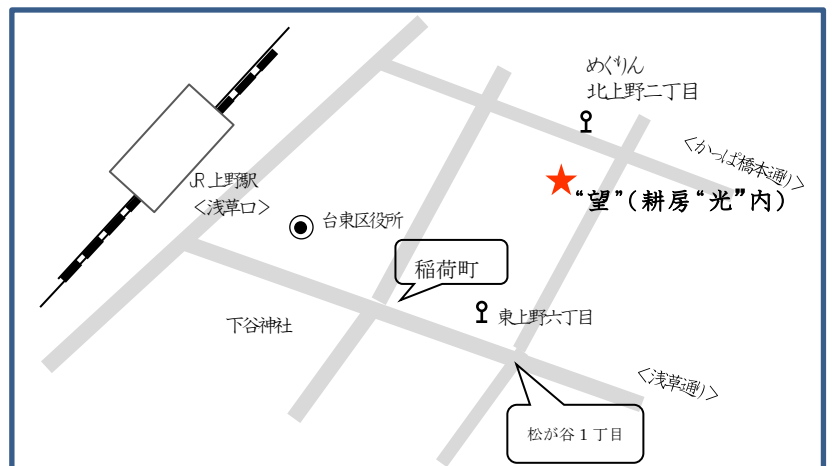 めぐりん
北上野二丁目
<かっぱ橋本通り>
JR 上野駅
<浅草口>
台東区役所
“望”(耕房“光”内)
稲荷町
下谷神社
東上野六丁目
<浅草通り>
松が谷1丁目